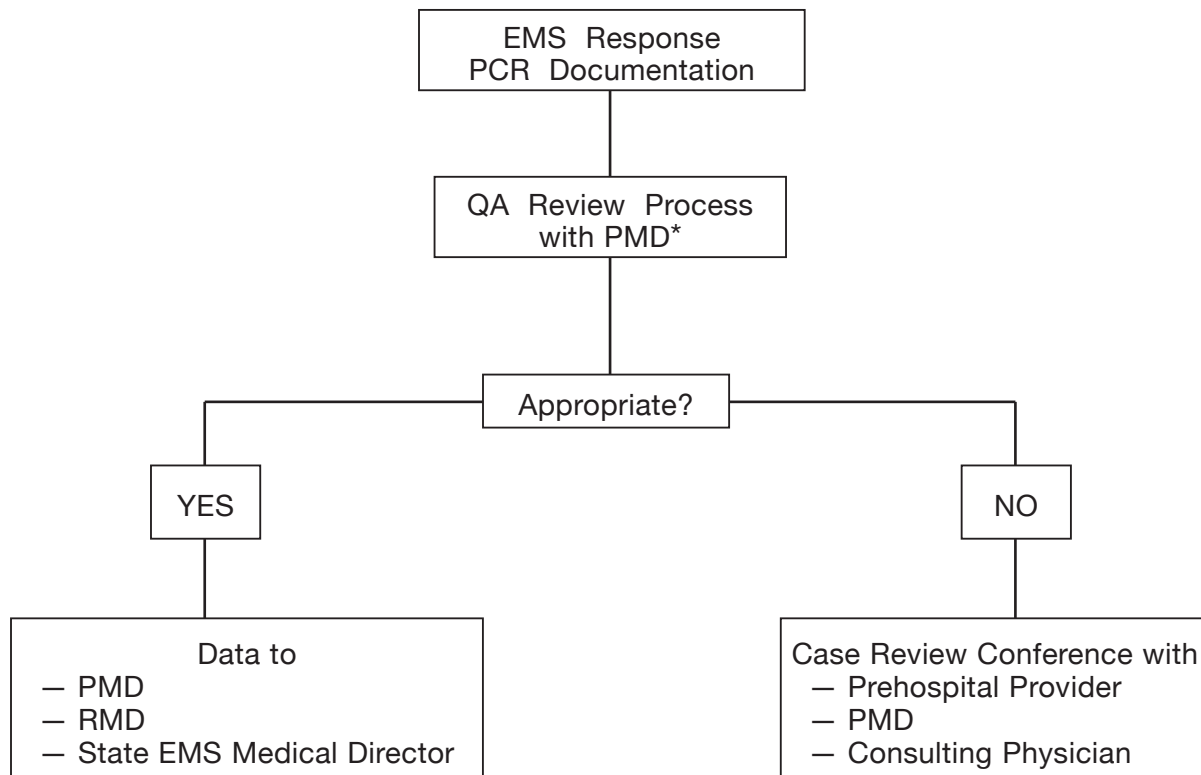 EMS Response
PCR Documentation
QA Review Process
with PMD*
Appropriate?
YES
NO
Data to
— PMD
— RMD
— State EMS Medical Director
Case Review Conference with
— Prehospital Provider
— PMD
— Consulting Physician